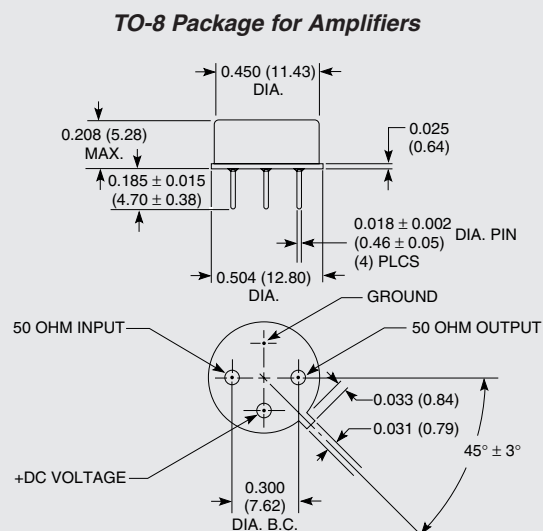 TO-8 Package for Amplifiers
0.450 (11.43)
DIA.
0.208 (5.28)
MAX.
0.025
(0.64)
0.185 ± 0.015
(4.70 ± 0.38)
0.018 ± 0.002
(0.46 ± 0.05)
(4) PLCS
DIA. PIN
0.504 (12.80)
DIA.
GROUND
50 OHM INPUT
50 OHM OUTPUT
0.033 (0.84)
0.031 (0.79)
45° ± 3°
+DC VOLTAGE
0.300
(7.62)
DIA. B.C.